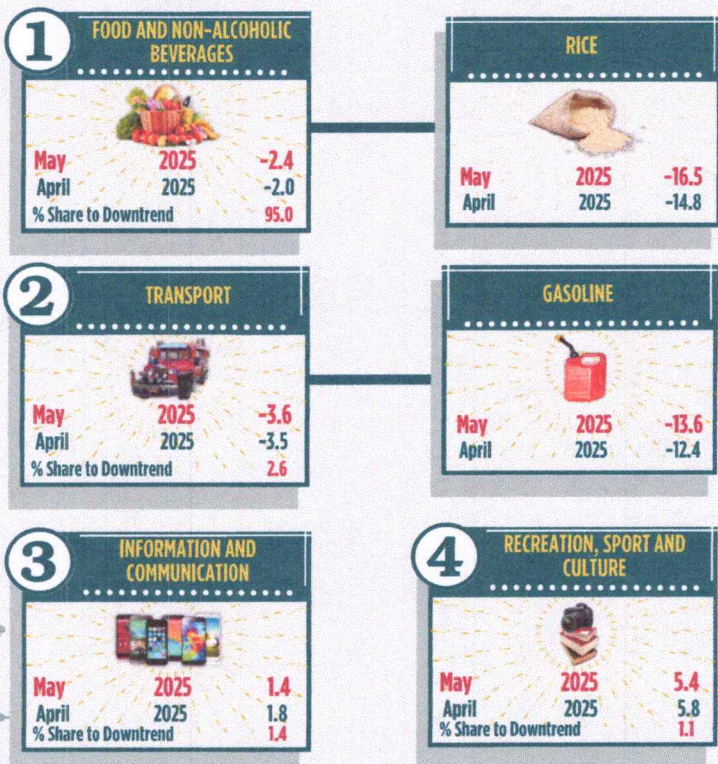 1
FOOD AND NON-ALCOHOLIC
BEVERAGES
May 2025 -2.4
April 2025 -2.0
% Share to Downtrend 95.0
RICE
May 2025 -16.5
April 2025 -14.8
2
TRANSPORT
May 2025 -3.6
April 2025 -3.5
% Share to Downtrend 2.6
GASOLINE
May 2025 -13.6
April 2025 -12.4
3
INFORMATION AND
COMMUNICATION
May 2025 1.4
April 2025 1.8
% Share to Downtrend 1.4
4
RECREATION, SPORT AND
CULTURE
May 2025 5.4
April 2025 5.8
% Share to Downtrend 1.1